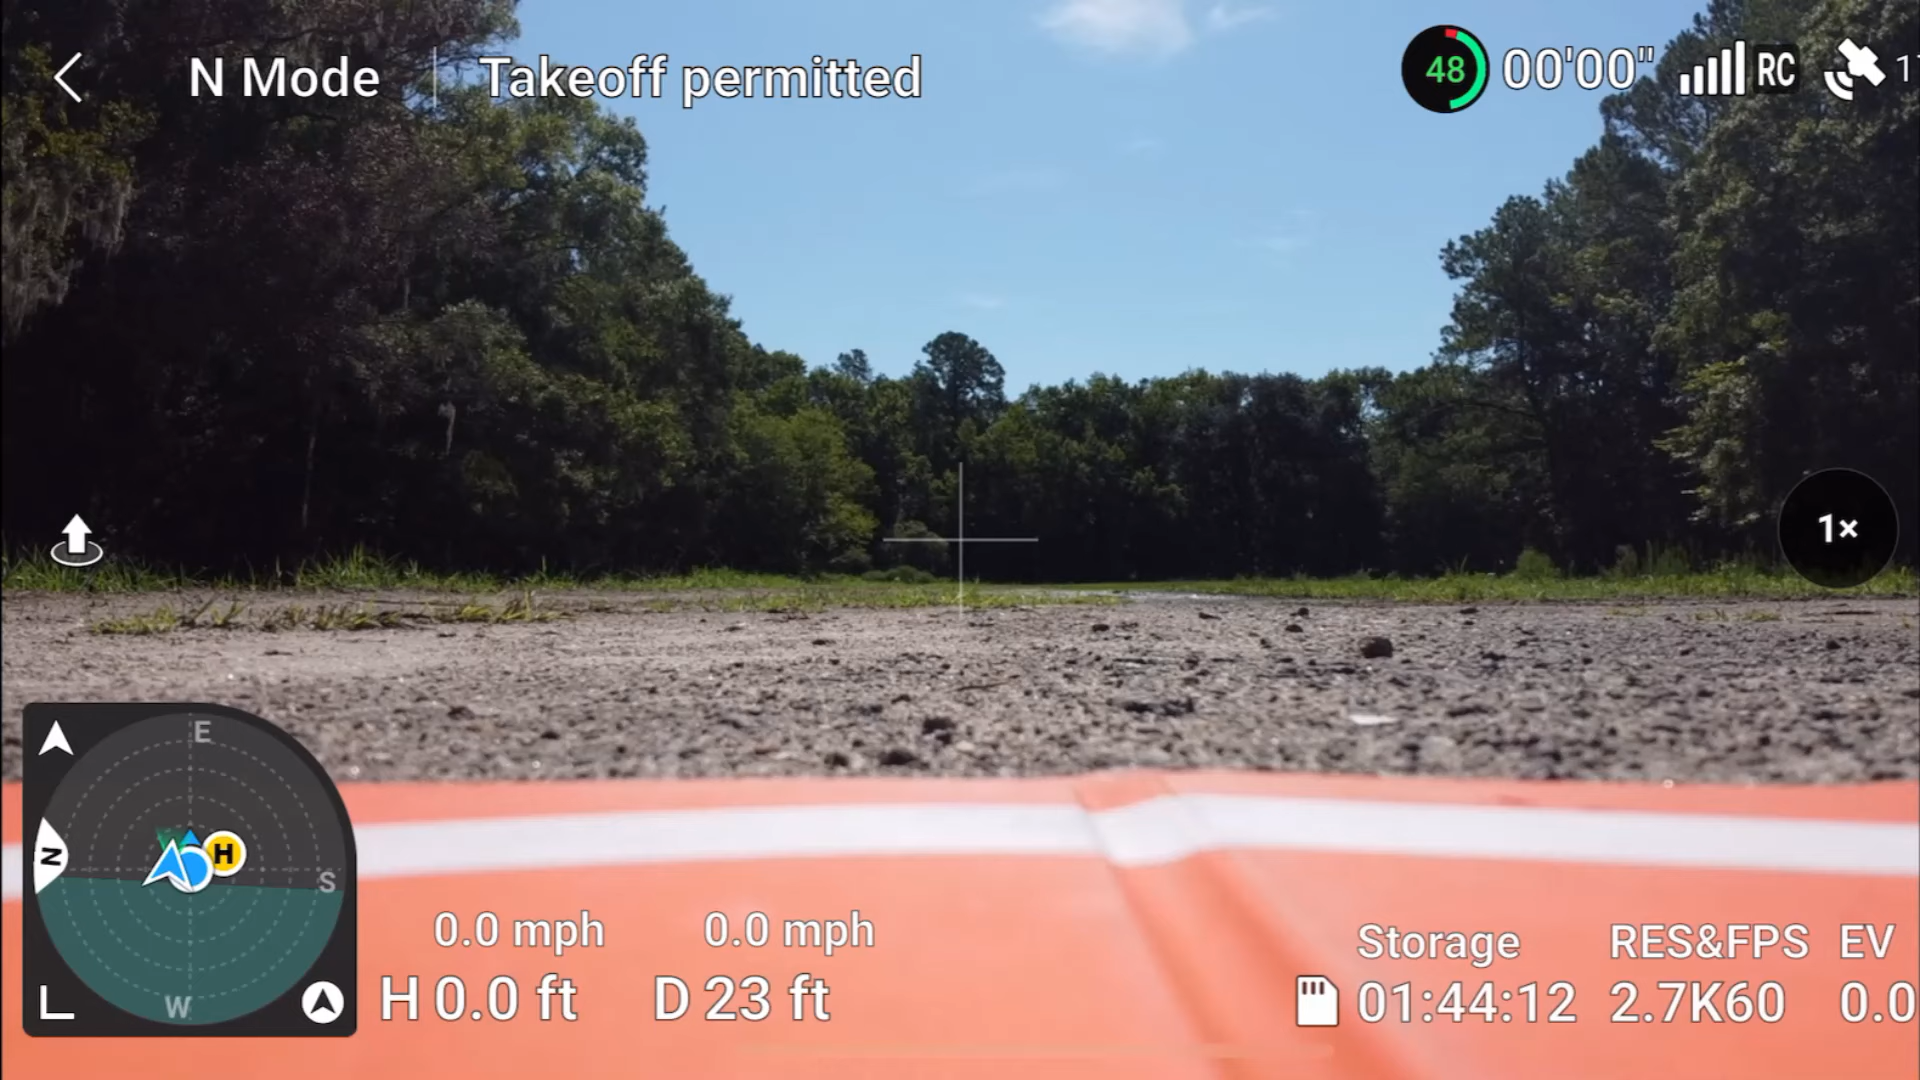 N Mode
Takeoff permitted
48
00'00"
RC
E
N
H
S
W
1×
0.0 mph
0.0 mph
H 0.0 ft
D 23 ft
Storage
RES&FPS
EV
01:44:12
2.7K60
0.0